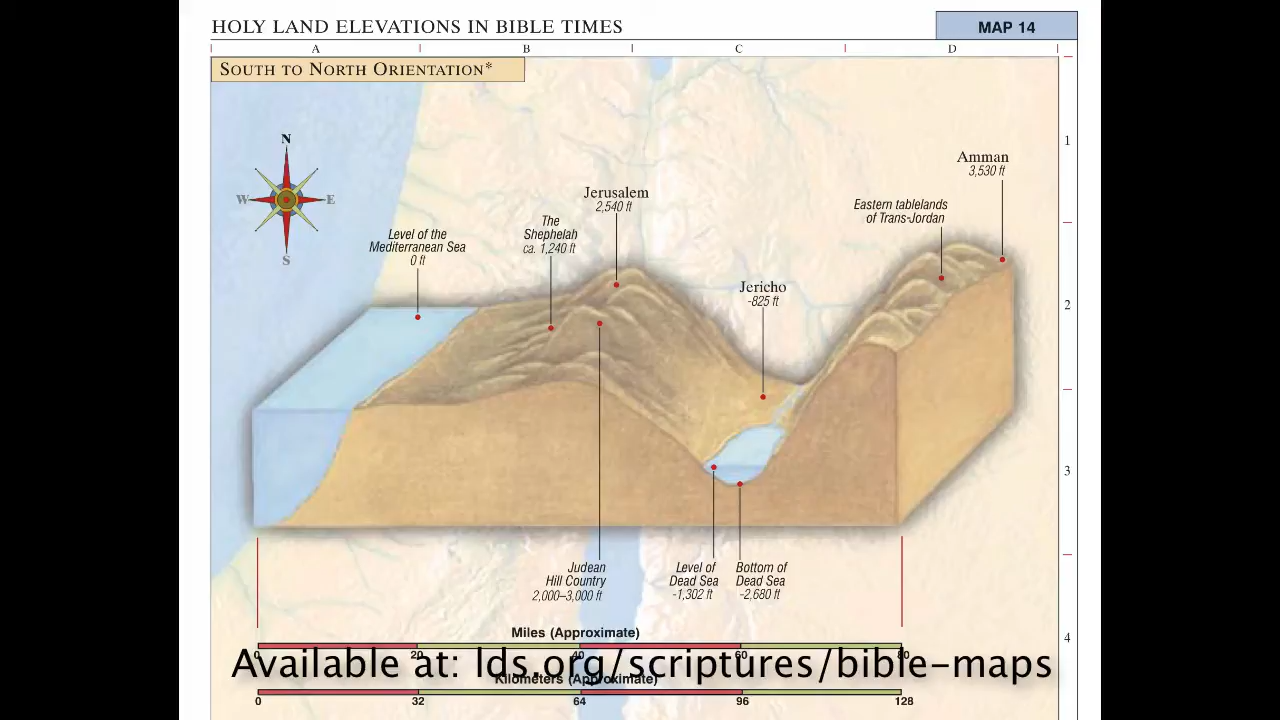 HOLY LAND ELEVATIONS IN BIBLE TIMES
MAP 14
A B C D
SOUTH TO NORTH ORIENTATION*
N
W E
S
1
2
3
4
Amman
3,530 ft
Eastern tablelands
of Trans-Jordan
Jerusalem
2,540 ft
The
Shephelah
ca. 1,240 ft
Level of the
Mediterranean Sea
0 ft
Jericho
-825 ft
Judean
Hill Country
2,000–3,000 ft
Level of
Dead Sea
-1,302 ft
Bottom of
Dead Sea
-2,680 ft
Miles (Approximate)
0 20 40 60 80
Available at: lds.org/scriptures/bible-maps
Kilometers (Approximate)
0 32 64 96 128